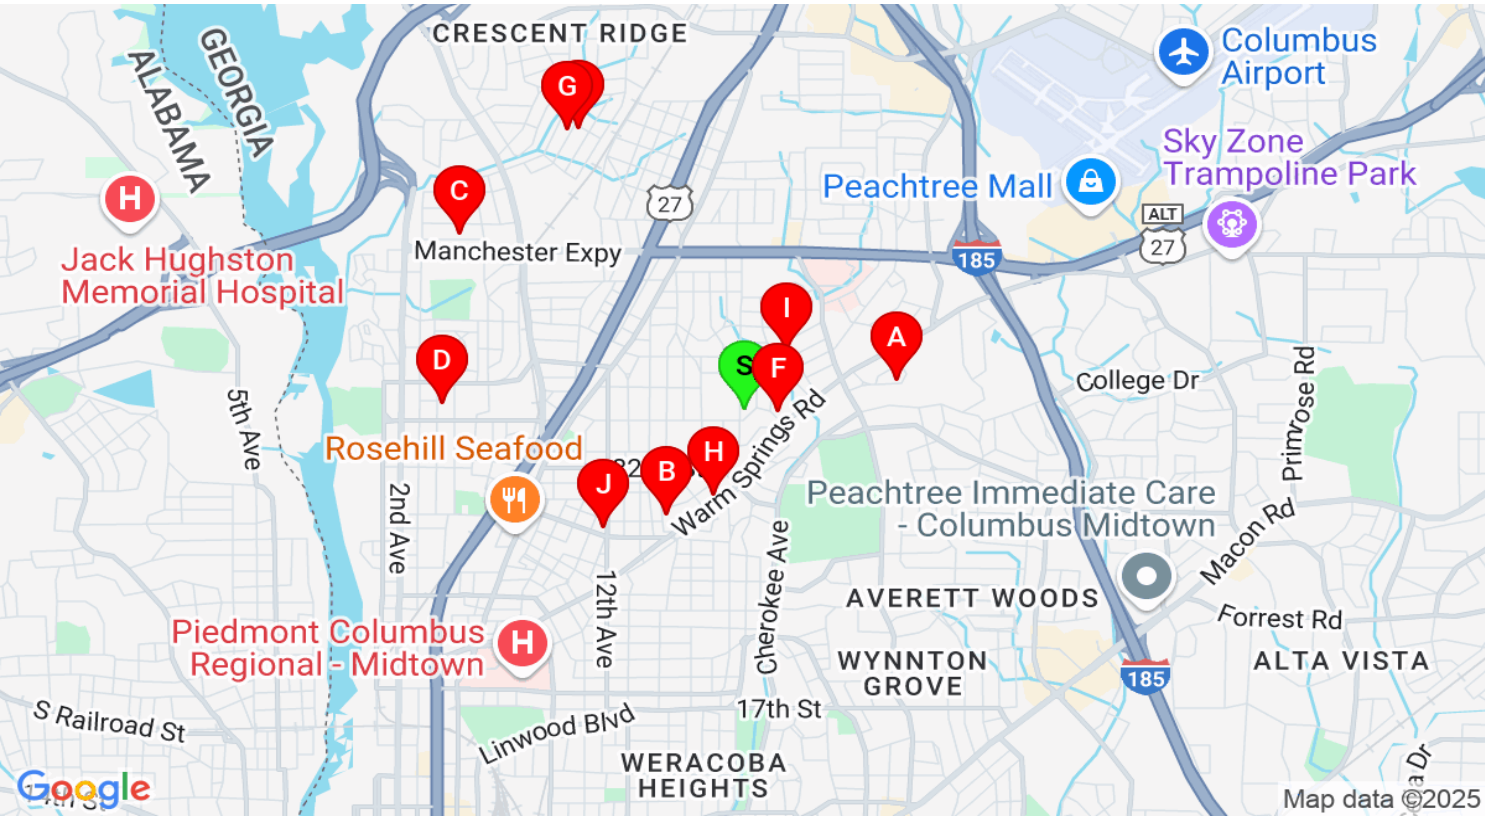 CRESCENT RIDGE
GEORGIA
ALABAMA
Columbus
Airport
G
27
C
H
Peachtree Mall
Sky Zone
Trampoline Park
ALT
27
Manchester Expy
185
Jack Hughston
Memorial Hospital
I
A
D
S
F
College Dr
Primrose Rd
5th Ave
Rosehill Seafood
H
B
J
Warm Springs Rd
2nd Ave
Peachtree Immediate Care
- Columbus Midtown
Macon Rd
Cherokee Ave
12th Ave
AVERETT WOODS
Forrest Rd
Piedmont Columbus
Regional - Midtown
H
WYNNTON
GROVE
185
ALTA VISTA
S Railroad St
Linwood Blvd
17th St
WERACOBA
HEIGHTS
Google
Map data ©2025